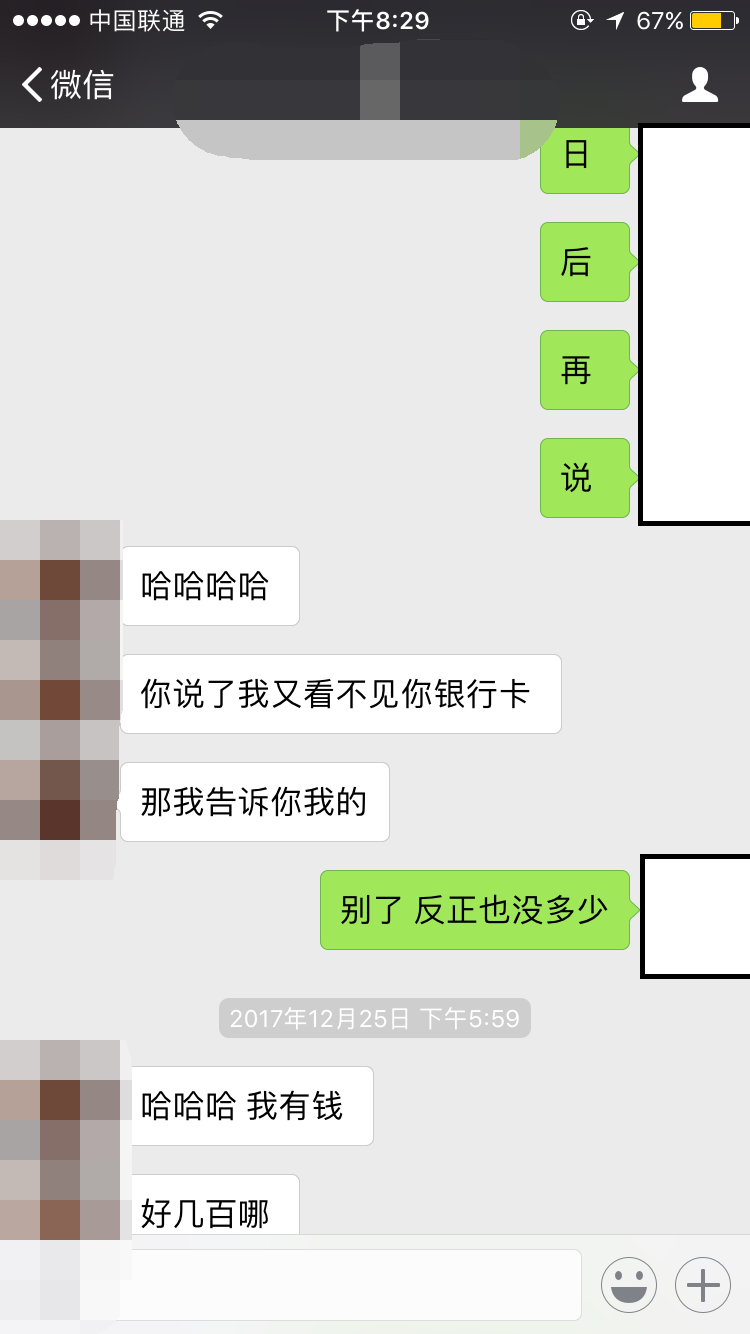 中国联通 下午8:29 67%
微信
日
后
再
说
哈哈哈哈
你说了我又看不见你银行卡
那我告诉你我的
别了 反正也没多少
2017年12月25日 下午5:59
哈哈哈 我有钱
好几百哪